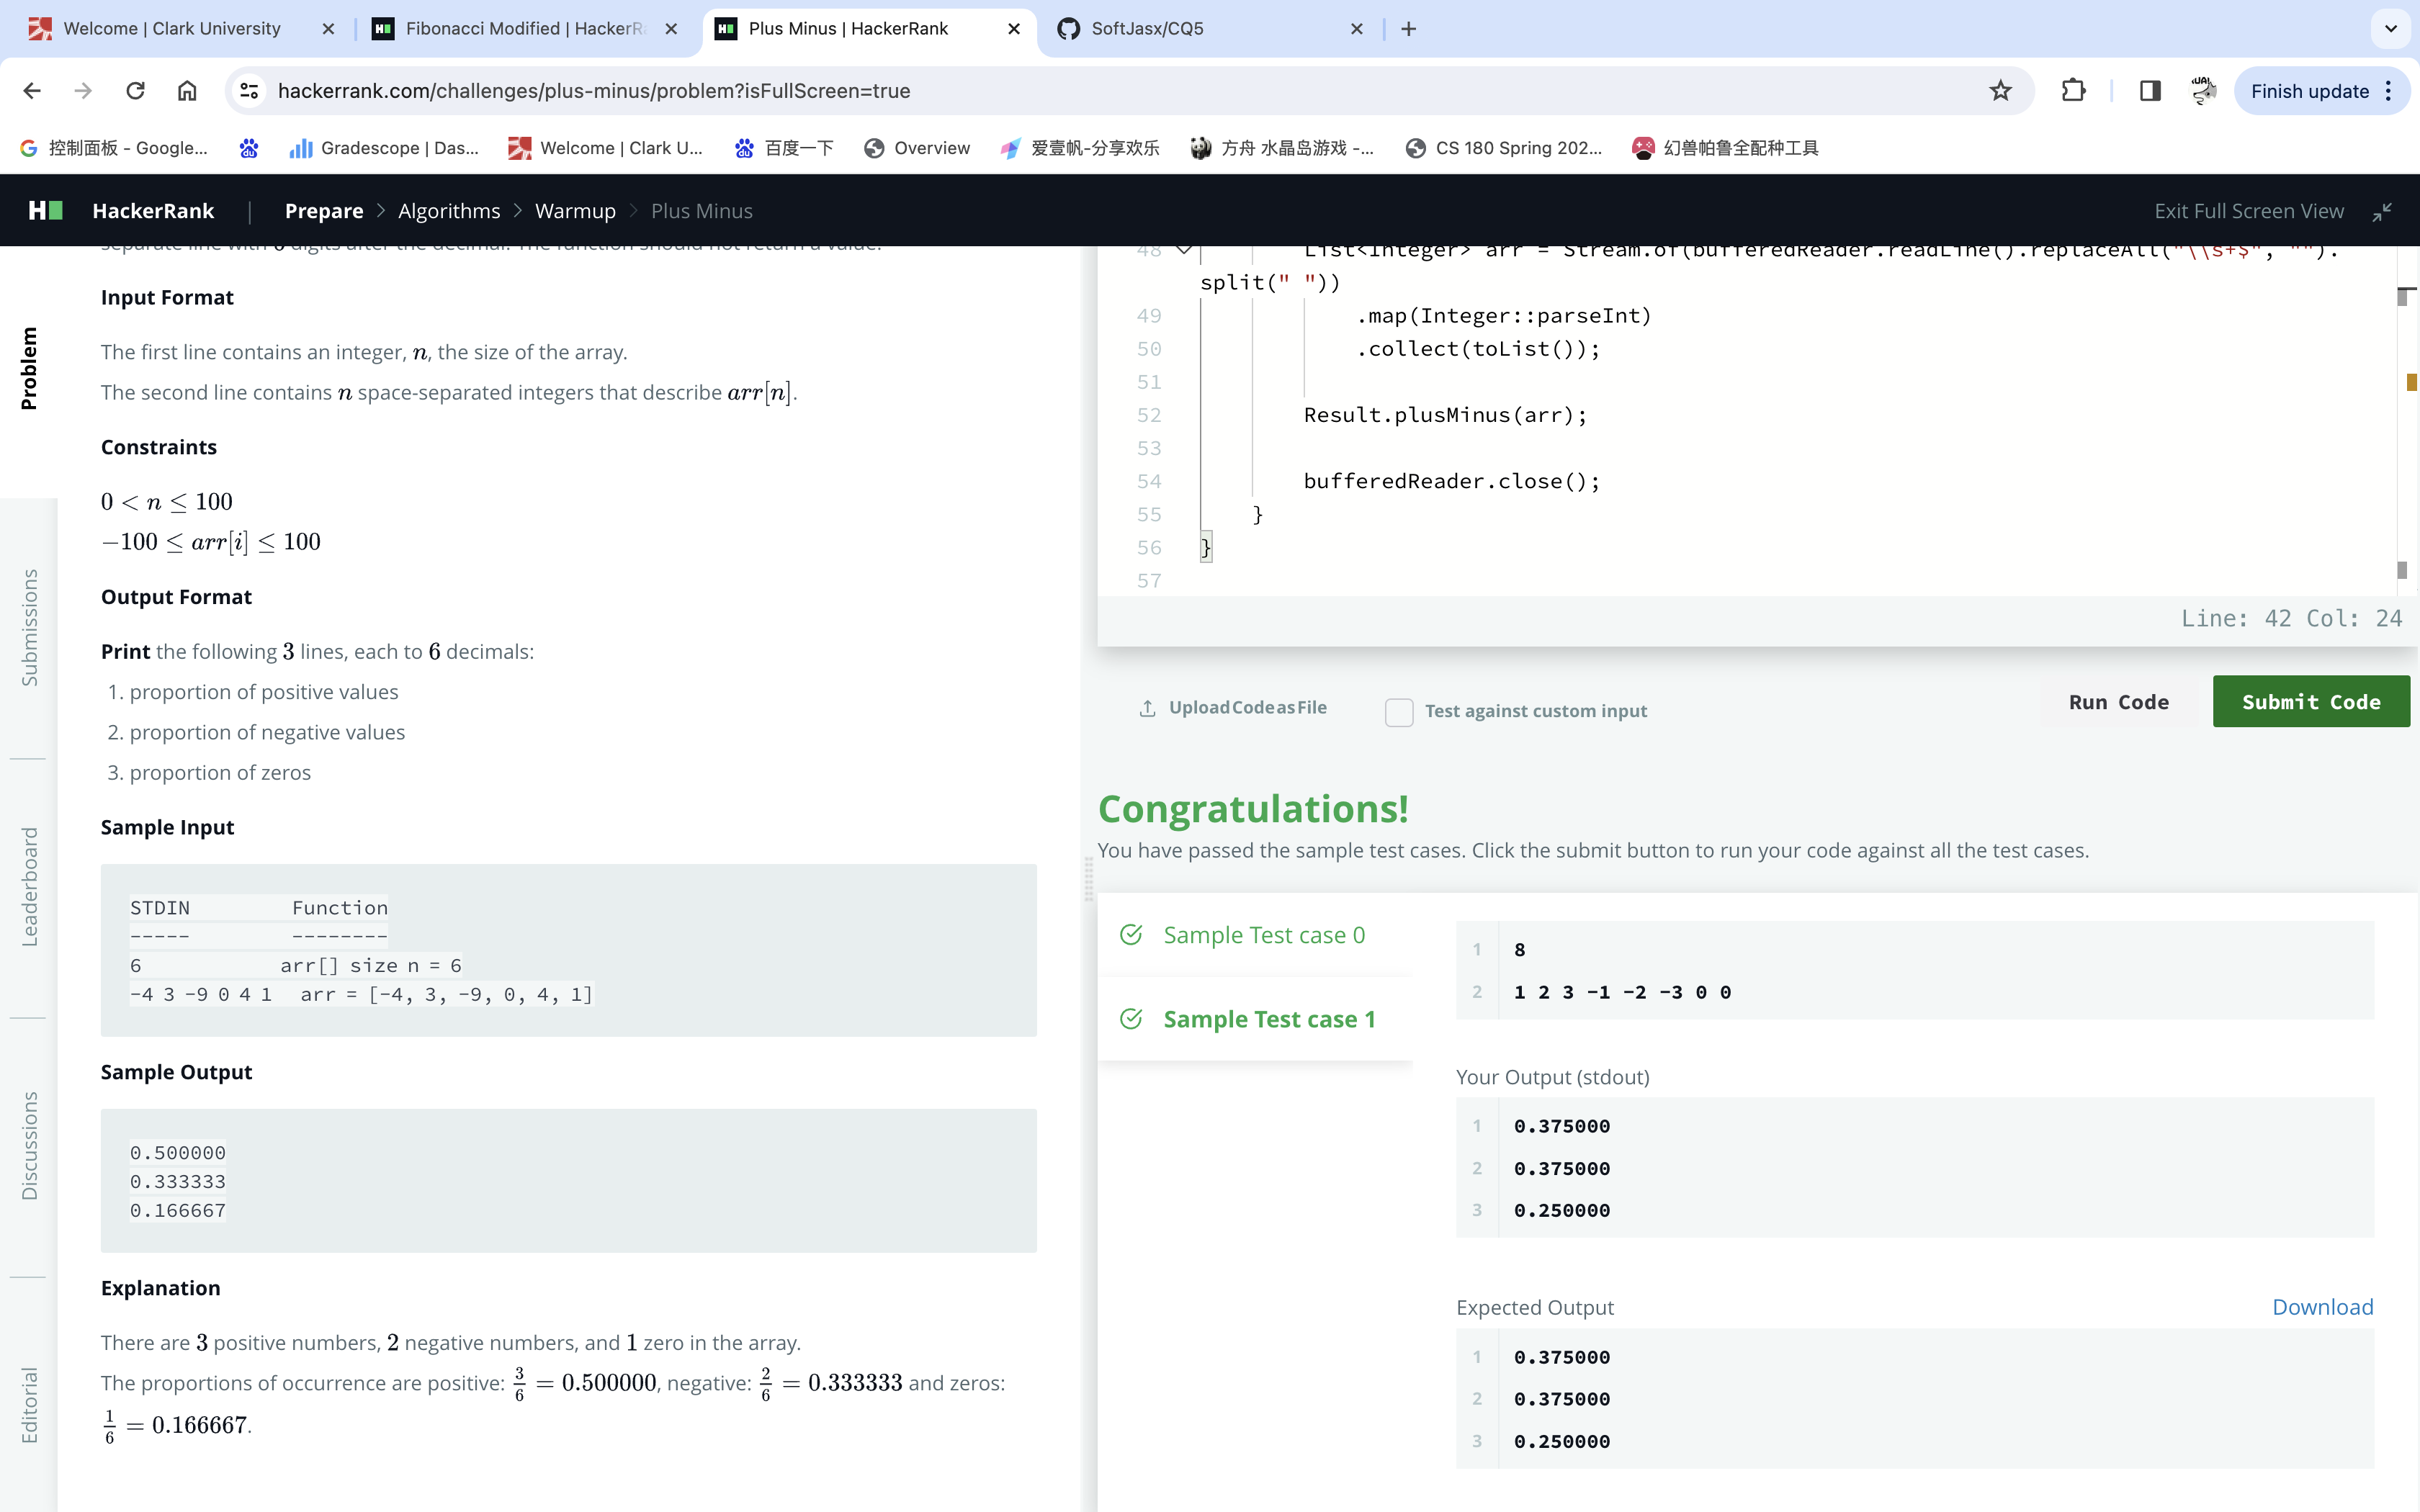 Welcome | Clark University
Fibonacci Modified | HackerR
Plus Minus | HackerRank
SoftJasx/CQ5
hackerrank.com/challenges/plus-minus/problem?isFullScreen=true
Finish update
控制面板 - Google...
Gradescope | Das...
Welcome | Clark U...
百度一下
Overview
爱壹帆-分享欢乐
方舟 水晶岛游戏 -...
CS 180 Spring 202...
幻兽帕鲁全配种工具
HackerRank | Prepare > Algorithms > Warmup > Plus Minus
Exit Full Screen View
Problem
Submissions
Leaderboard
Discussions
Editorial
separate line with 6 digits after the decimal. The function should not return a value.
Input Format
The first line contains an integer, n, the size of the array.
The second line contains n space-separated integers that describe arr[n].
Constraints
0 < n ≤ 100
−100 ≤ arr[i] ≤ 100
Output Format
Print the following 3 lines, each to 6 decimals:
1. proportion of positive values
2. proportion of negative values
3. proportion of zeros
Sample Input
STDIN Function
----- --------
6 arr[] size n = 6
-4 3 -9 0 4 1 arr = [-4, 3, -9, 0, 4, 1]
Sample Output
0.500000
0.333333
0.166667
Explanation
There are 3 positive numbers, 2 negative numbers, and 1 zero in the array.
The proportions of occurrence are positive: 3/6 = 0.500000, negative: 2/6 = 0.333333 and zeros:
1/6 = 0.166667.
48 List<Integer> arr = Stream.of(bufferedReader.readLine().replaceAll("\\s+$", "").
split(" "))
49 .map(Integer::parseInt)
50 .collect(toList());
51
52 Result.plusMinus(arr);
53
54 bufferedReader.close();
55 }
56 }
57
Line: 42 Col: 24
Upload Code as File
Test against custom input
Run Code
Submit Code
Congratulations!
You have passed the sample test cases. Click the submit button to run your code against all the test cases.
Sample Test case 0
Sample Test case 1
1 8
2 1 2 3 -1 -2 -3 0 0
Your Output (stdout)
1 0.375000
2 0.375000
3 0.250000
Expected Output
Download
1 0.375000
2 0.375000
3 0.250000